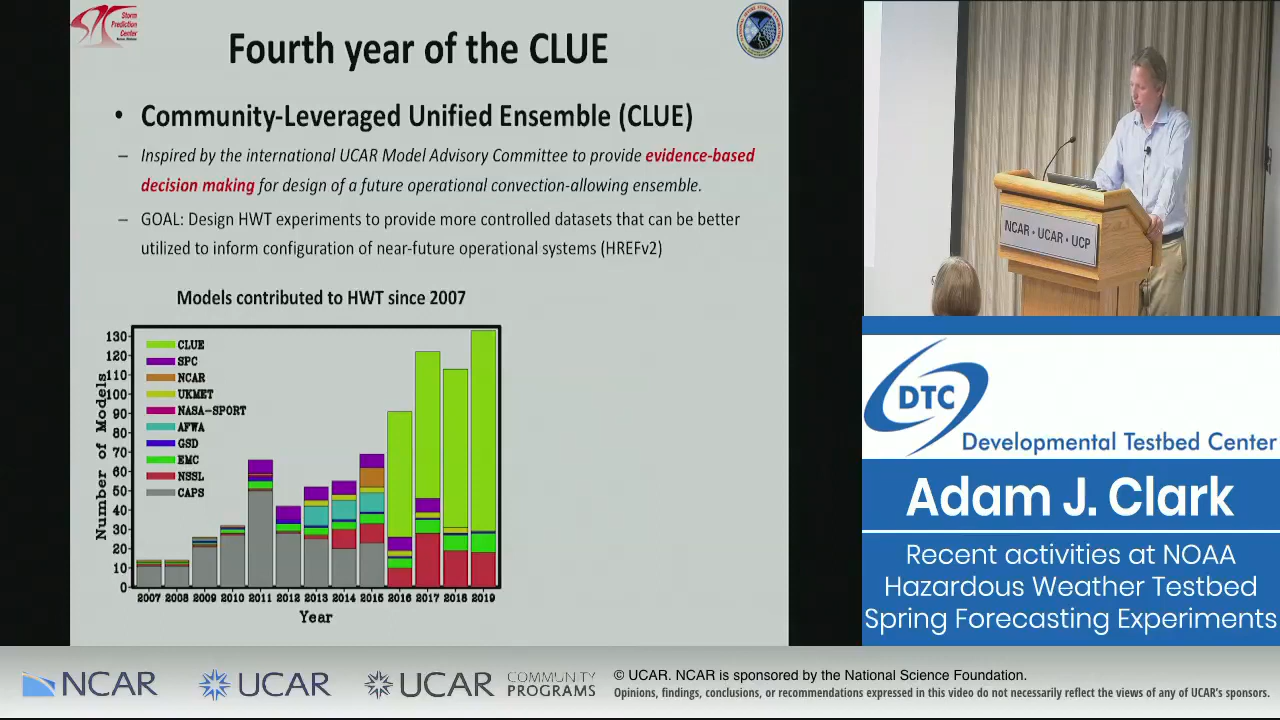 Storm
Prediction
Center
Fourth year of the CLUE
• Community-Leveraged Unified Ensemble (CLUE)
– Inspired by the international UCAR Model Advisory Committee to provide evidence-based
decision making for design of a future operational convection-allowing ensemble.
– GOAL: Design HWT experiments to provide more controlled datasets that can be better
utilized to inform configuration of near-future operational systems (HREFv2)
Models contributed to HWT since 2007
Number of Models
130
120
110
100
90
80
70
60
50
40
30
20
10
0
CLUE
SPC
NCAR
UKMET
NASA-SPORT
AFWA
GSD
EMC
NSSL
CAPS
2007 2008 2009 2010 2011 2012 2013 2014 2015 2016 2017 2018 2019
Year
NCAR • UCAR • UCP
DTC
Developmental Testbed Center
Adam J. Clark
Recent activities at NOAA
Hazardous Weather Testbed
Spring Forecasting Experiments
NCAR
UCAR
UCAR
COMMUNITY
PROGRAMS
© UCAR. NCAR is sponsored by the National Science Foundation.
Opinions, findings, conclusions, or recommendations expressed in this video do not necessarily reflect the views of any of UCAR's sponsors.